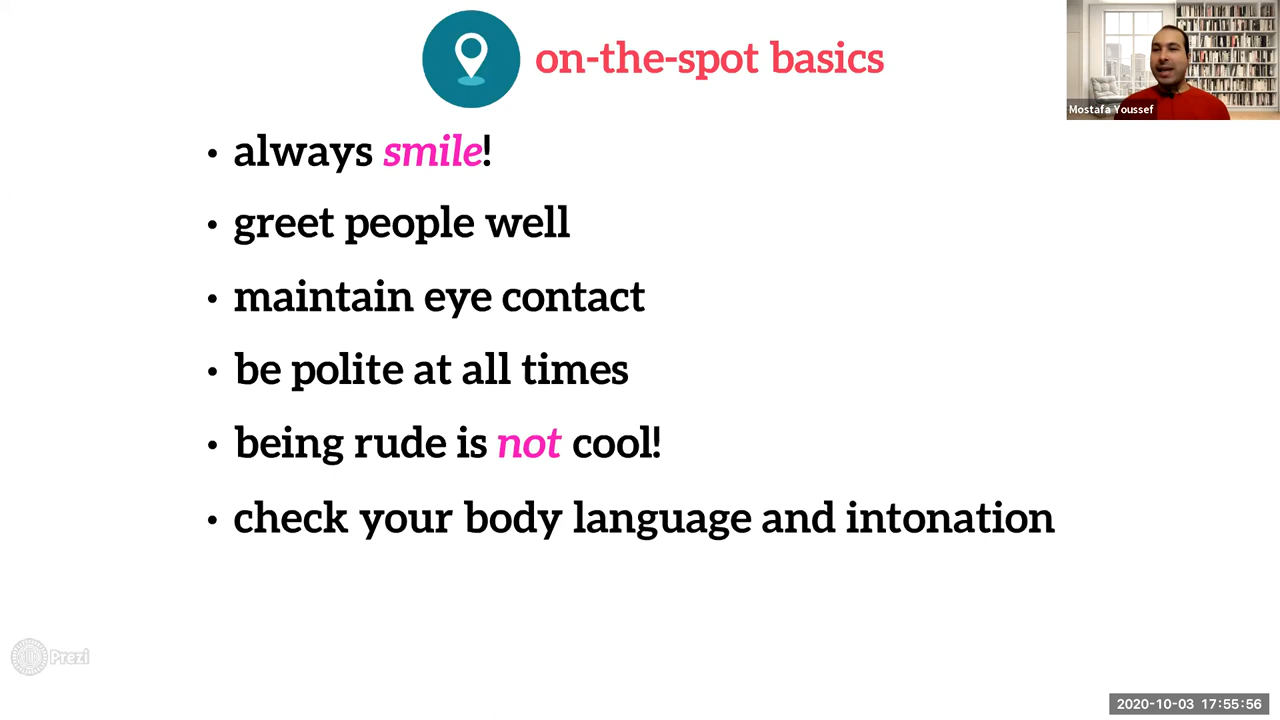 on-the-spot basics
Mostafa Youssef
• always smile!
• greet people well
• maintain eye contact
• be polite at all times
• being rude is not cool!
• check your body language and intonation
Prezi
2020-10-03 17:55:56